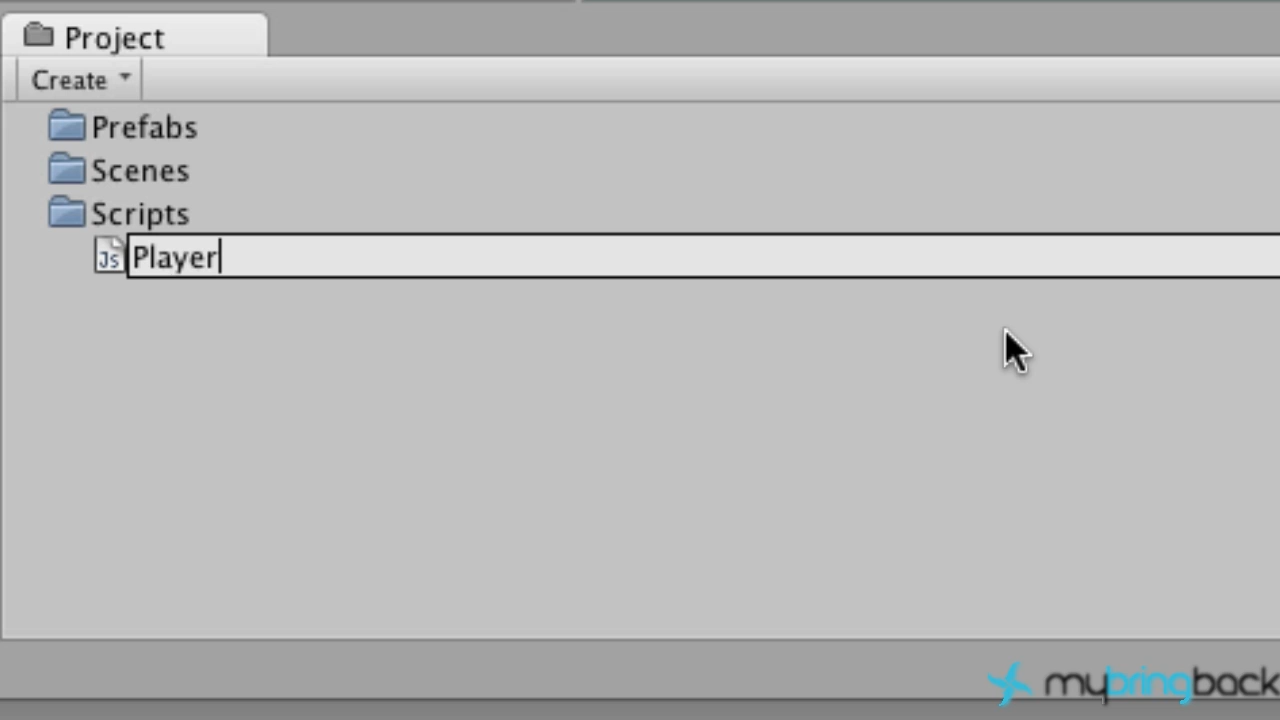 Project
Create
Prefabs
Scenes
Scripts
Js Player
mybringback